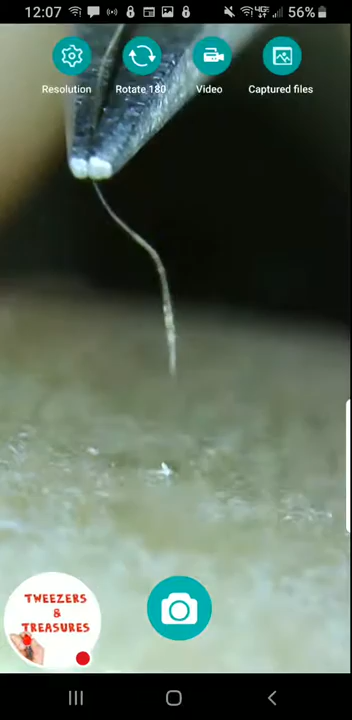 12:07
56%
Resolution
Rotate 180
Video
Captured files
TWEEZERS
&
TREASURES